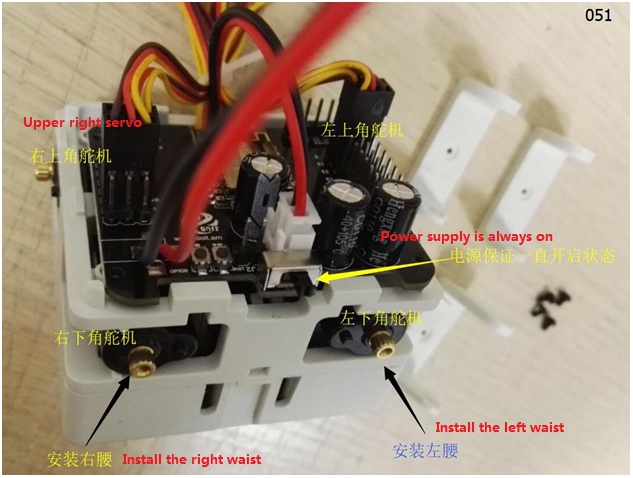 051
Upper right servo
右上角舵机
左上角舵机
Power supply is always on
电源保证一直开启状态
右下角舵机
左下角舵机
安装右腰 Install the right waist
Install the left waist
安装左腰